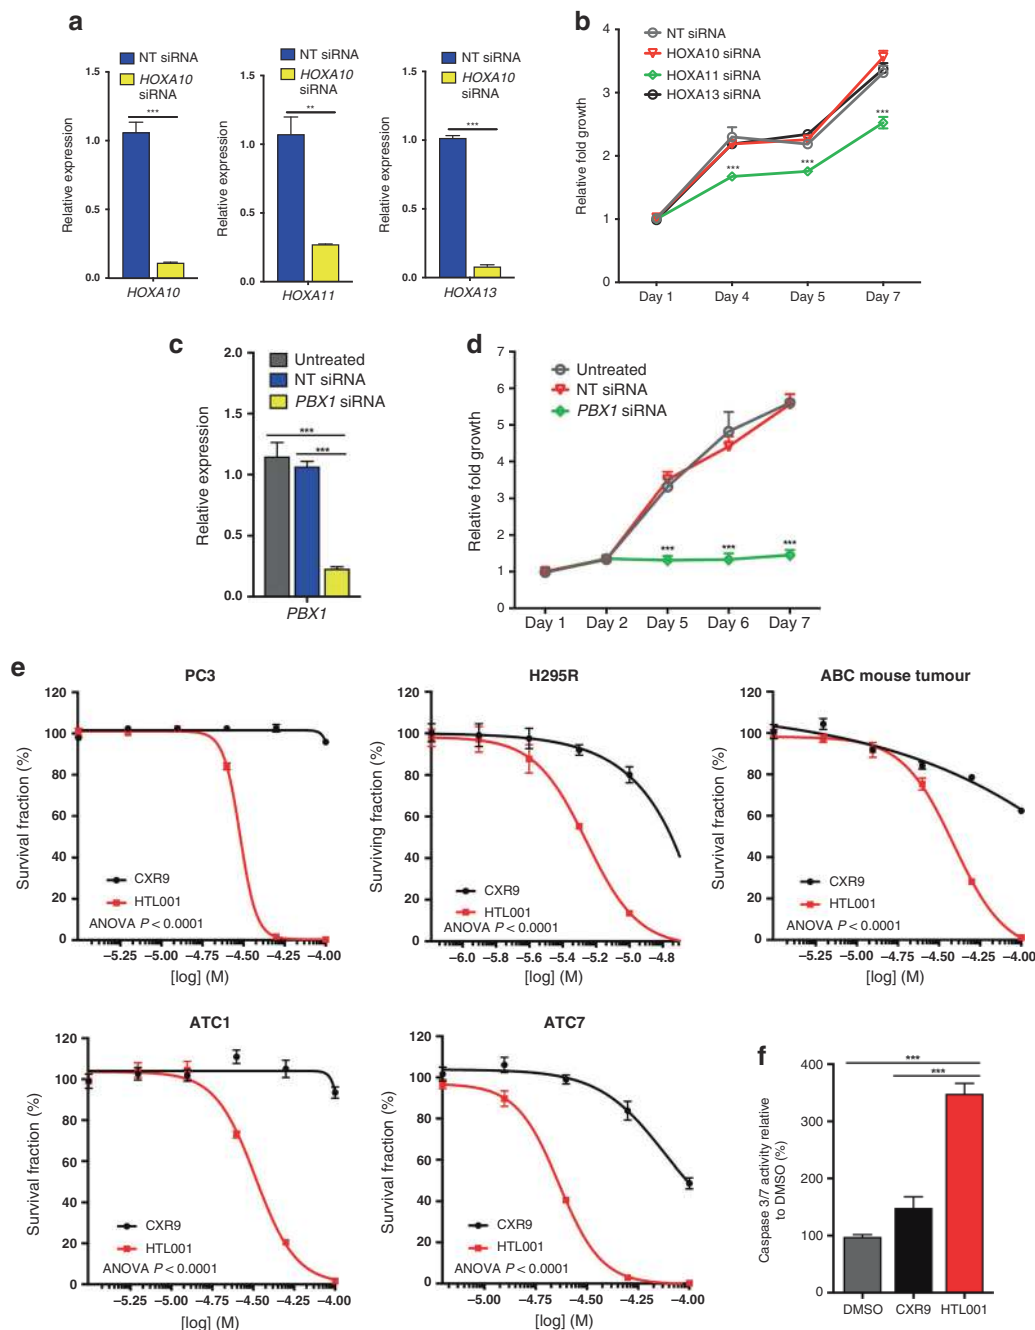 a
NT siRNA
HOXA10
siRNA
***
Relative expression
1.5
1.0
0.5
0.0
HOXA10
NT siRNA
HOXA10
siRNA
**
Relative expression
1.5
1.0
0.5
0.0
HOXA11
NT siRNA
HOXA10
siRNA
***
Relative expression
1.5
1.0
0.5
0.0
HOXA13
b
NT siRNA
HOXA10 siRNA
HOXA11 siRNA
HOXA13 siRNA
Relative fold growth
4
3
2
1
0
***
***
***
Day 1
Day 4
Day 5
Day 7
c
Untreated
NT siRNA
PBX1 siRNA
***
***
Relative expression
2.0
1.5
1.0
0.5
0.0
PBX1
d
Untreated
NT siRNA
PBX1 siRNA
Relative fold growth
7
6
5
4
3
2
1
0
***
***
***
Day 1
Day 2
Day 5
Day 6
Day 7
e
PC3
Survival fraction (%)
120
100
80
60
40
20
0
CXR9
HTL001
ANOVA P < 0.0001
−5.25 −5.00 −4.75 −4.50 −4.25 −4.00
[log] (M)
H295R
Surviving fraction (%)
120
100
80
60
40
20
0
CXR9
HTL001
ANOVA P < 0.0001
−6.0 −5.8 −5.6 −5.4 −5.2 −5.0 −4.8
[log] (M)
ABC mouse tumour
Survival fraction (%)
120
100
80
60
40
20
0
CXR9
HTL001
ANOVA P < 0.0001
−5.25 −5.00 −4.75 −4.50 −4.25 −4.00
[log] (M)
ATC1
Survival fraction (%)
120
100
80
60
40
20
0
CXR9
HTL001
ANOVA P < 0.0001
−5.25 −5.00 −4.75 −4.50 −4.25 −4.00
[log] (M)
ATC7
Survival fraction (%)
120
100
80
60
40
20
0
CXR9
HTL001
ANOVA P < 0.0001
−5.00 −4.75 −4.50 −4.25 −4.00
[log] (M)
f
***
***
Caspase 3/7 activity relative
to DMSO (%)
400
300
200
100
0
DMSO
CXR9
HTL001